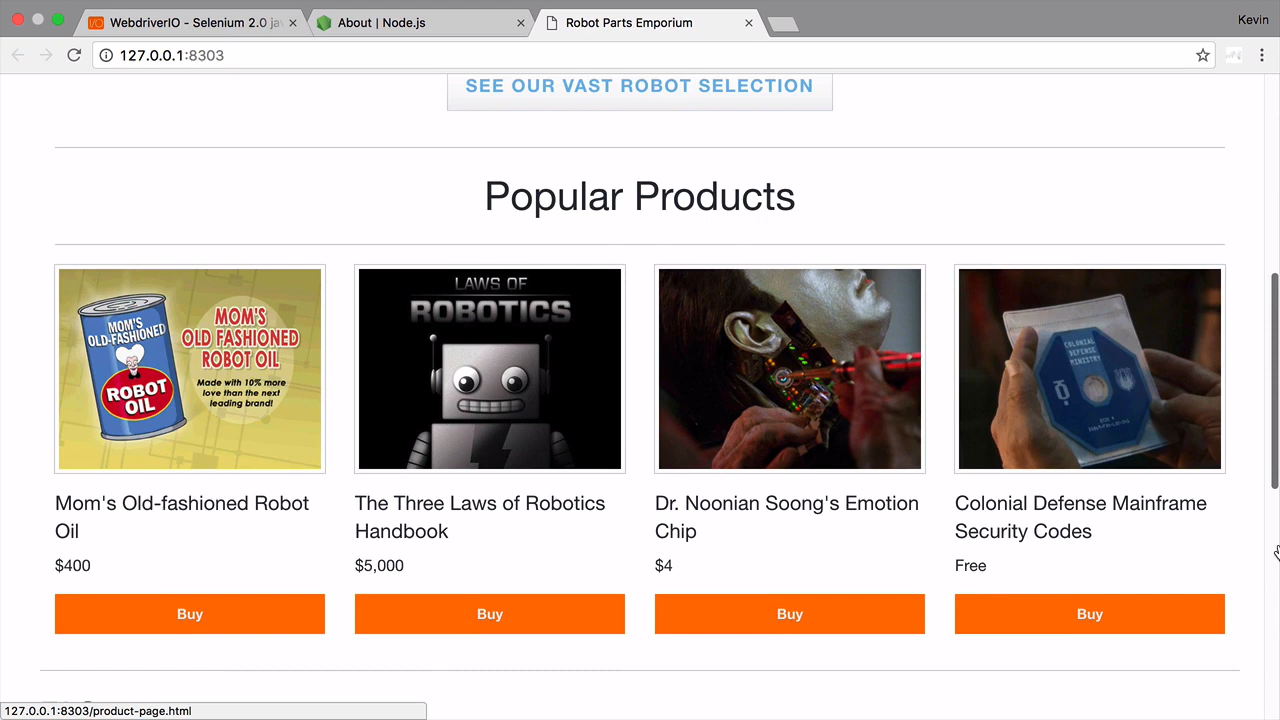 WebdriverIO - Selenium 2.0 ja
About | Node.js
Robot Parts Emporium
Kevin
127.0.0.1:8303
SEE OUR VAST ROBOT SELECTION
Popular Products
MOM'S
OLD-FASHIONED
ROBOT
OIL
MOM'S
OLD FASHIONED
ROBOT OIL
Made with 10% more
love than the next
leading brand!
LAWS OF
ROBOTICS
COLONIAL
DEFENSE
MINISTRY
Mom's Old-fashioned Robot
Oil
$400
Buy
The Three Laws of Robotics
Handbook
$5,000
Buy
Dr. Noonian Soong's Emotion
Chip
$4
Buy
Colonial Defense Mainframe
Security Codes
Free
Buy
127.0.0.1:8303/product-page.html